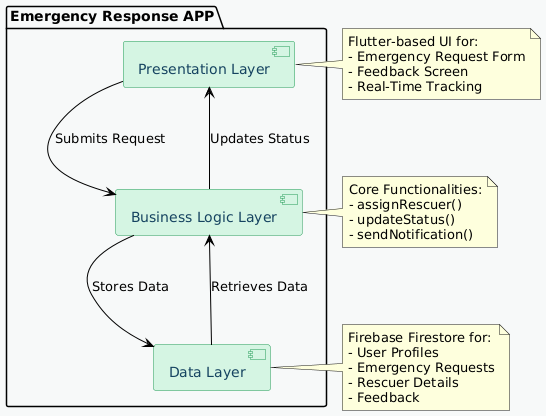 Emergency Response APP
Presentation Layer
Flutter-based UI for:
- Emergency Request Form
- Feedback Screen
- Real-Time Tracking
Submits Request
Updates Status
Business Logic Layer
Core Functionalities:
- assignRescuer()
- updateStatus()
- sendNotification()
Stores Data
Retrieves Data
Data Layer
Firebase Firestore for:
- User Profiles
- Emergency Requests
- Rescuer Details
- Feedback